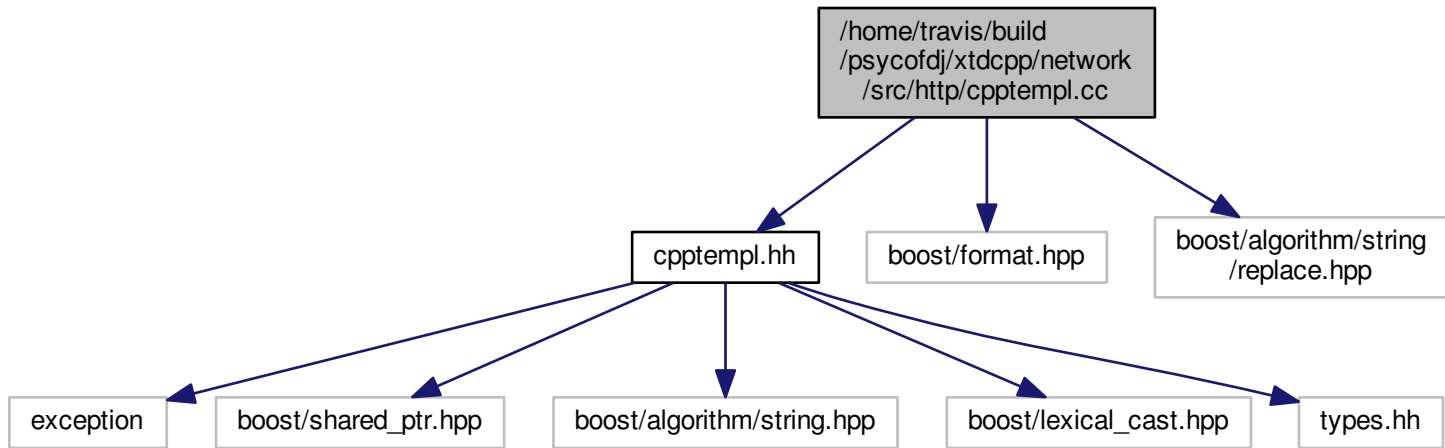 /home/travis/build
/psycofdj/xtdcpp/network
/src/http/cpptempl.cc
cpptempl.hh
boost/format.hpp
boost/algorithm/string
/replace.hpp
exception
boost/shared_ptr.hpp
boost/algorithm/string.hpp
boost/lexical_cast.hpp
types.hh